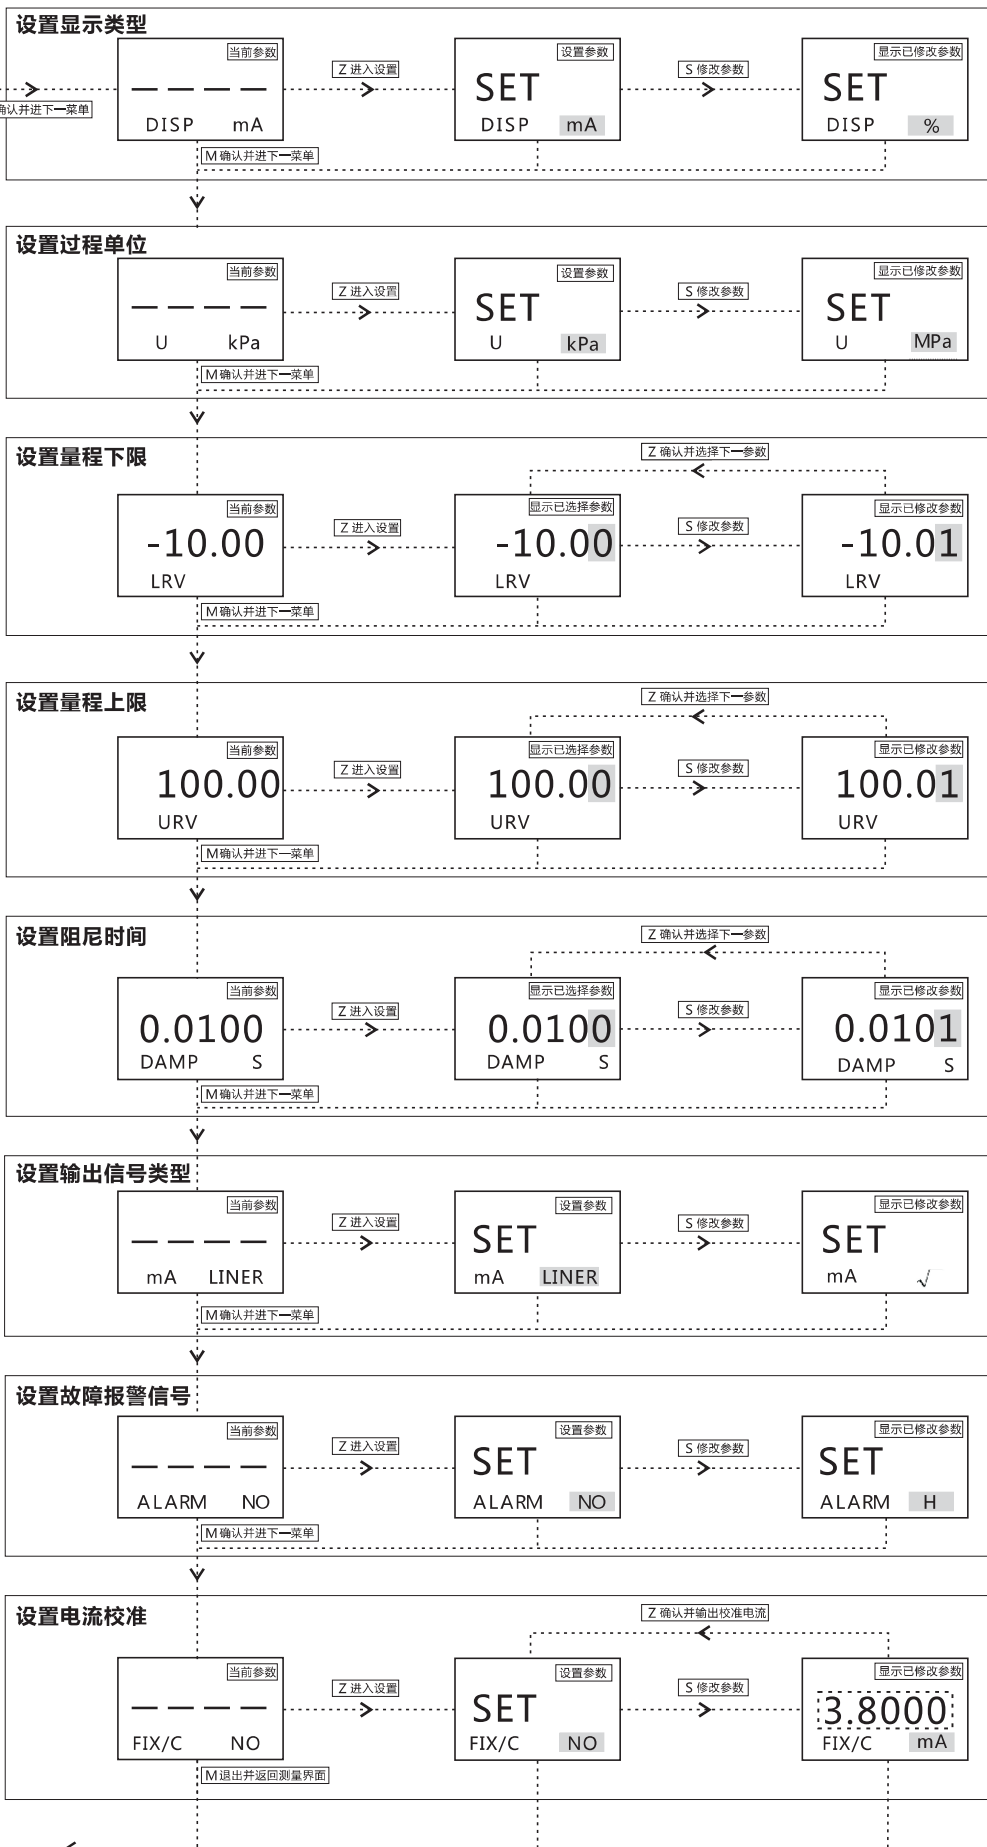 设置显示类型
当前参数
— — — —
DISP mA
Z 进入设置
设置参数
SET
DISP mA
S 修改参数
显示已修改参数
SET
DISP %
确认并进下一菜单
M 确认并进下一菜单
设置过程单位
当前参数
— — — —
U kPa
Z 进入设置
设置参数
SET
U kPa
S 修改参数
显示已修改参数
SET
U MPa
M 确认并进下一菜单
设置量程下限
Z 确认并选择下一参数
当前参数
-10.00
LRV
Z 进入设置
显示已选择参数
-10.00
LRV
S 修改参数
显示已修改参数
-10.01
LRV
M 确认并进下一菜单
设置量程上限
Z 确认并选择下一参数
当前参数
100.00
URV
Z 进入设置
显示已选择参数
100.00
URV
S 修改参数
显示已修改参数
100.01
URV
M 确认并进下一菜单
设置阻尼时间
Z 确认并选择下一参数
当前参数
0.0100
DAMP S
Z 进入设置
显示已选择参数
0.0100
DAMP S
S 修改参数
显示已修改参数
0.0101
DAMP S
M 确认并进下一菜单
设置输出信号类型
当前参数
— — — —
mA LINER
Z 进入设置
设置参数
SET
mA LINER
S 修改参数
显示已修改参数
SET
mA √
M 确认并进下一菜单
设置故障报警信号
当前参数
— — — —
ALARM NO
Z 进入设置
设置参数
SET
ALARM NO
S 修改参数
显示已修改参数
SET
ALARM H
M 确认并进下一菜单
设置电流校准
Z 确认并输出校准电流
当前参数
— — — —
FIX/C NO
Z 进入设置
设置参数
SET
FIX/C NO
S 修改参数
显示已修改参数
3.8000
FIX/C mA
M 退出并返回测量界面